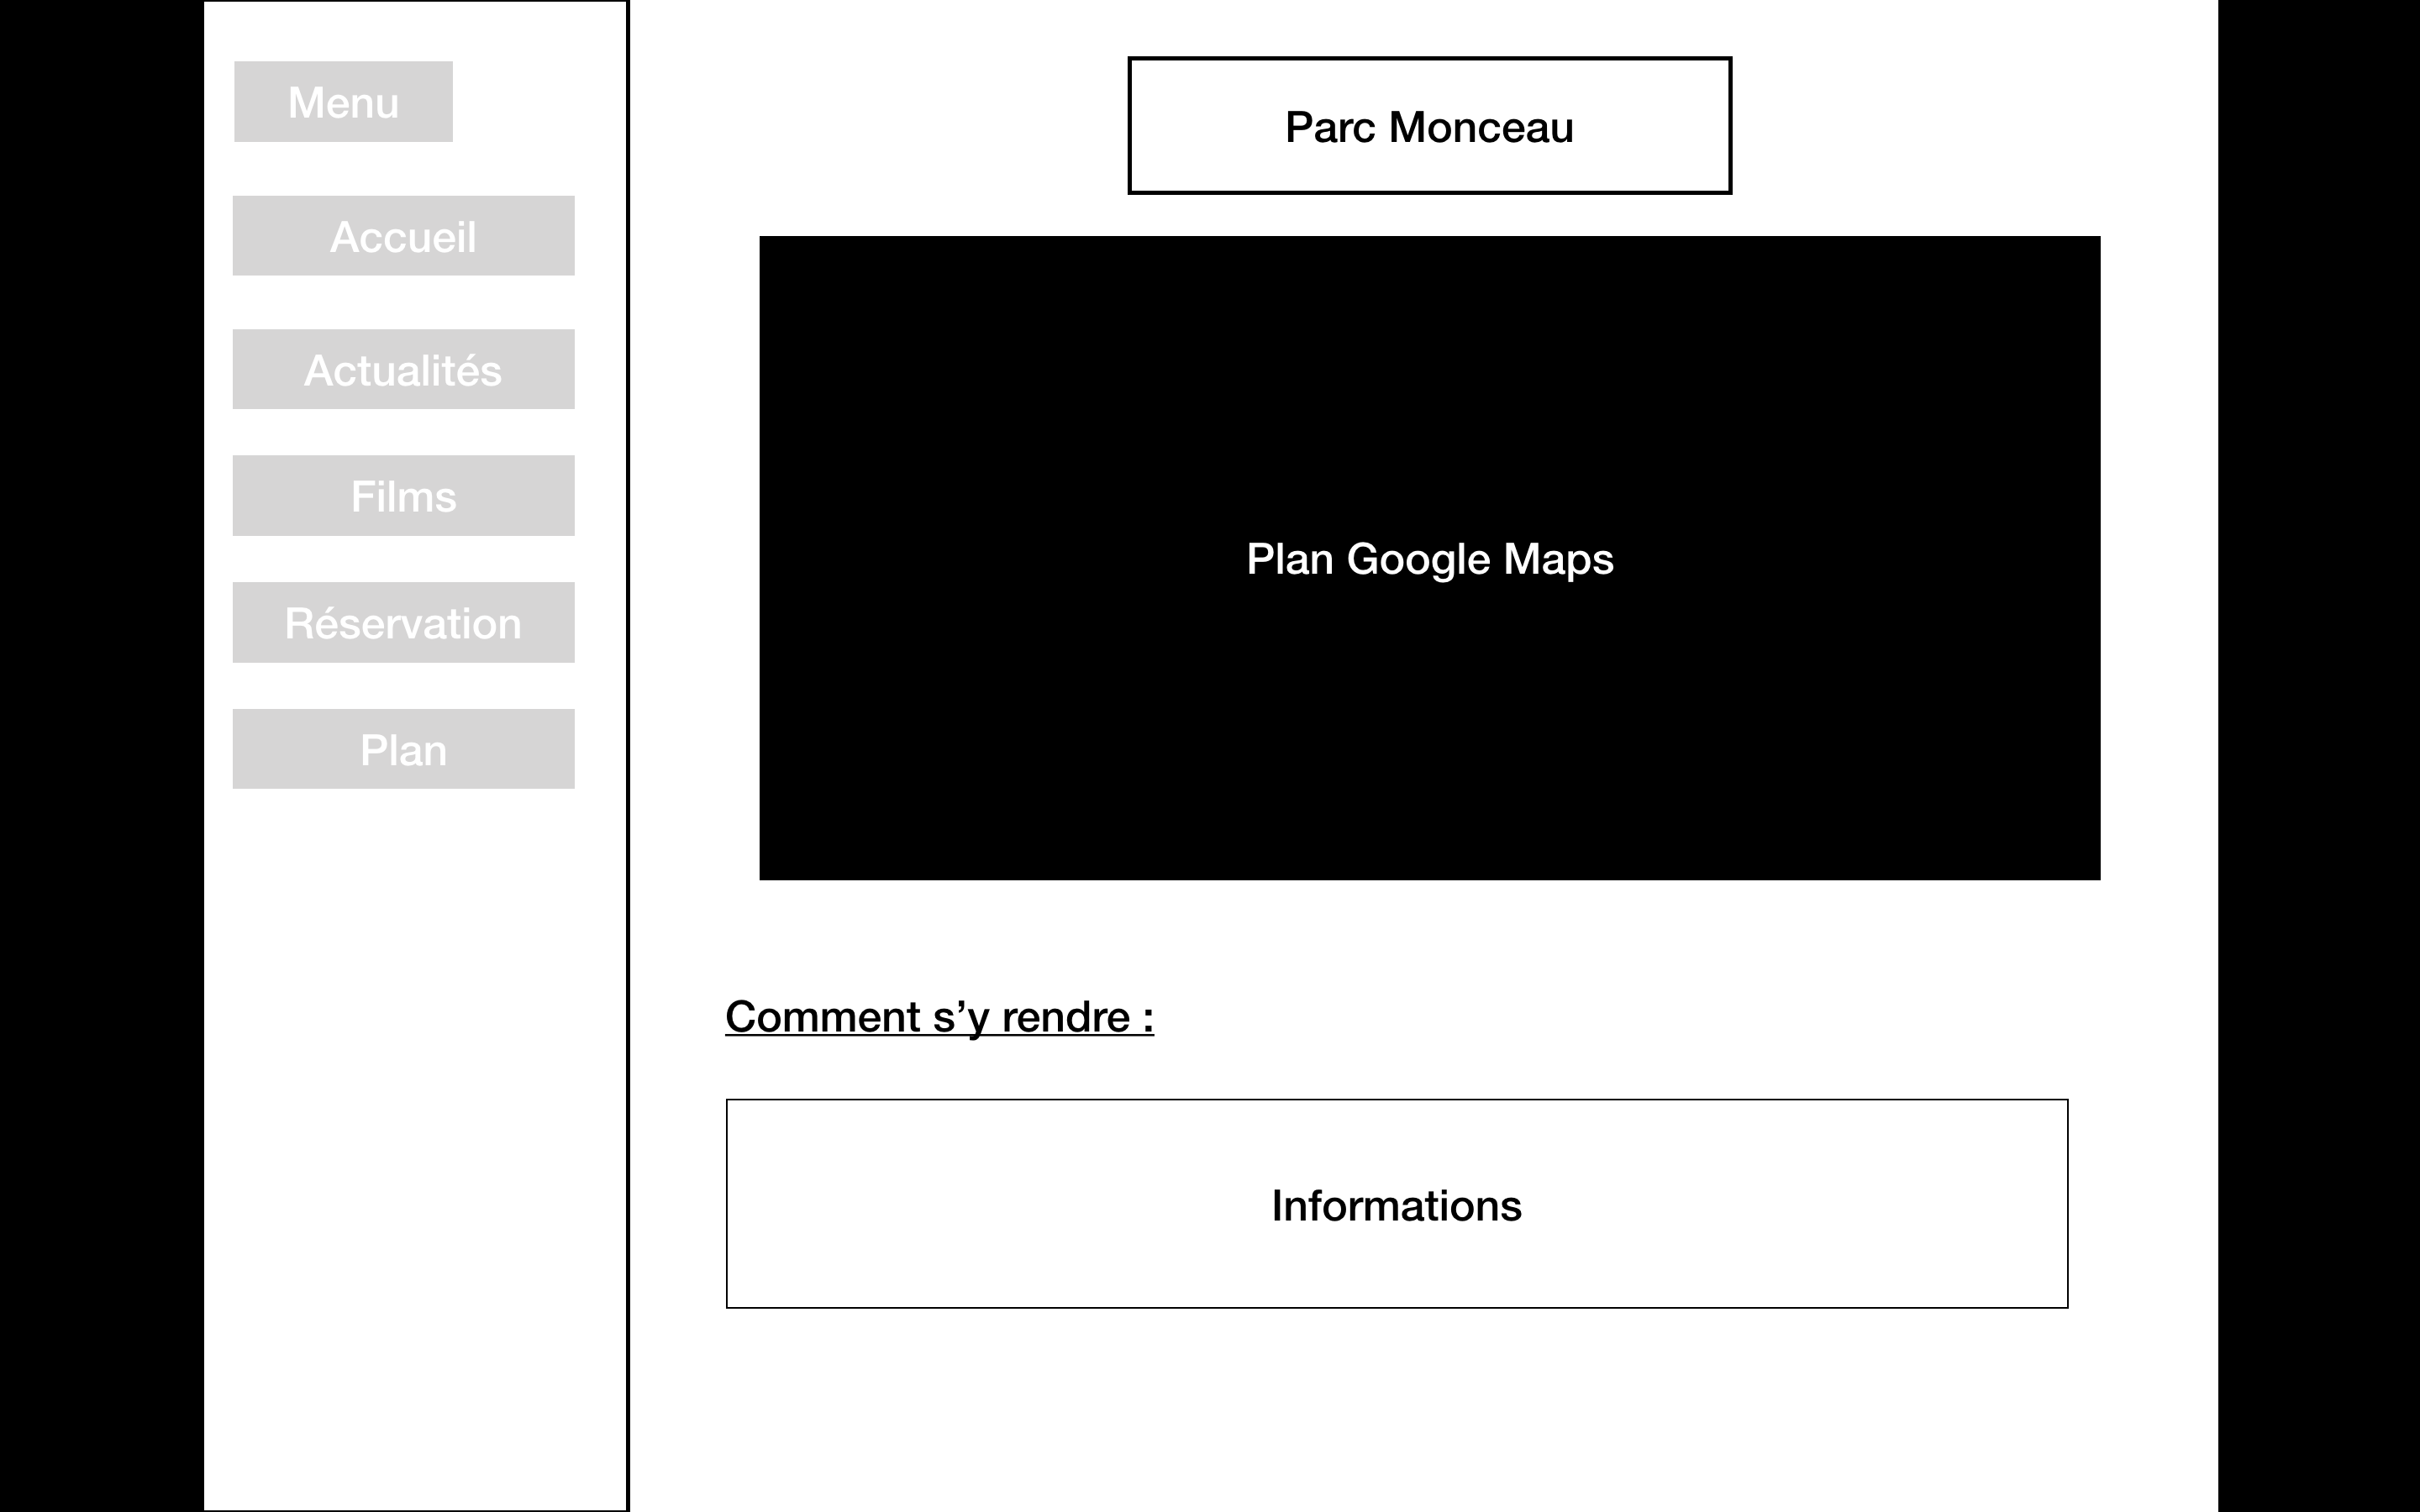 Menu
Accueil
Actualités
Films
Réservation
Plan
Parc Monceau
Plan Google Maps
Comment s’y rendre :
Informations